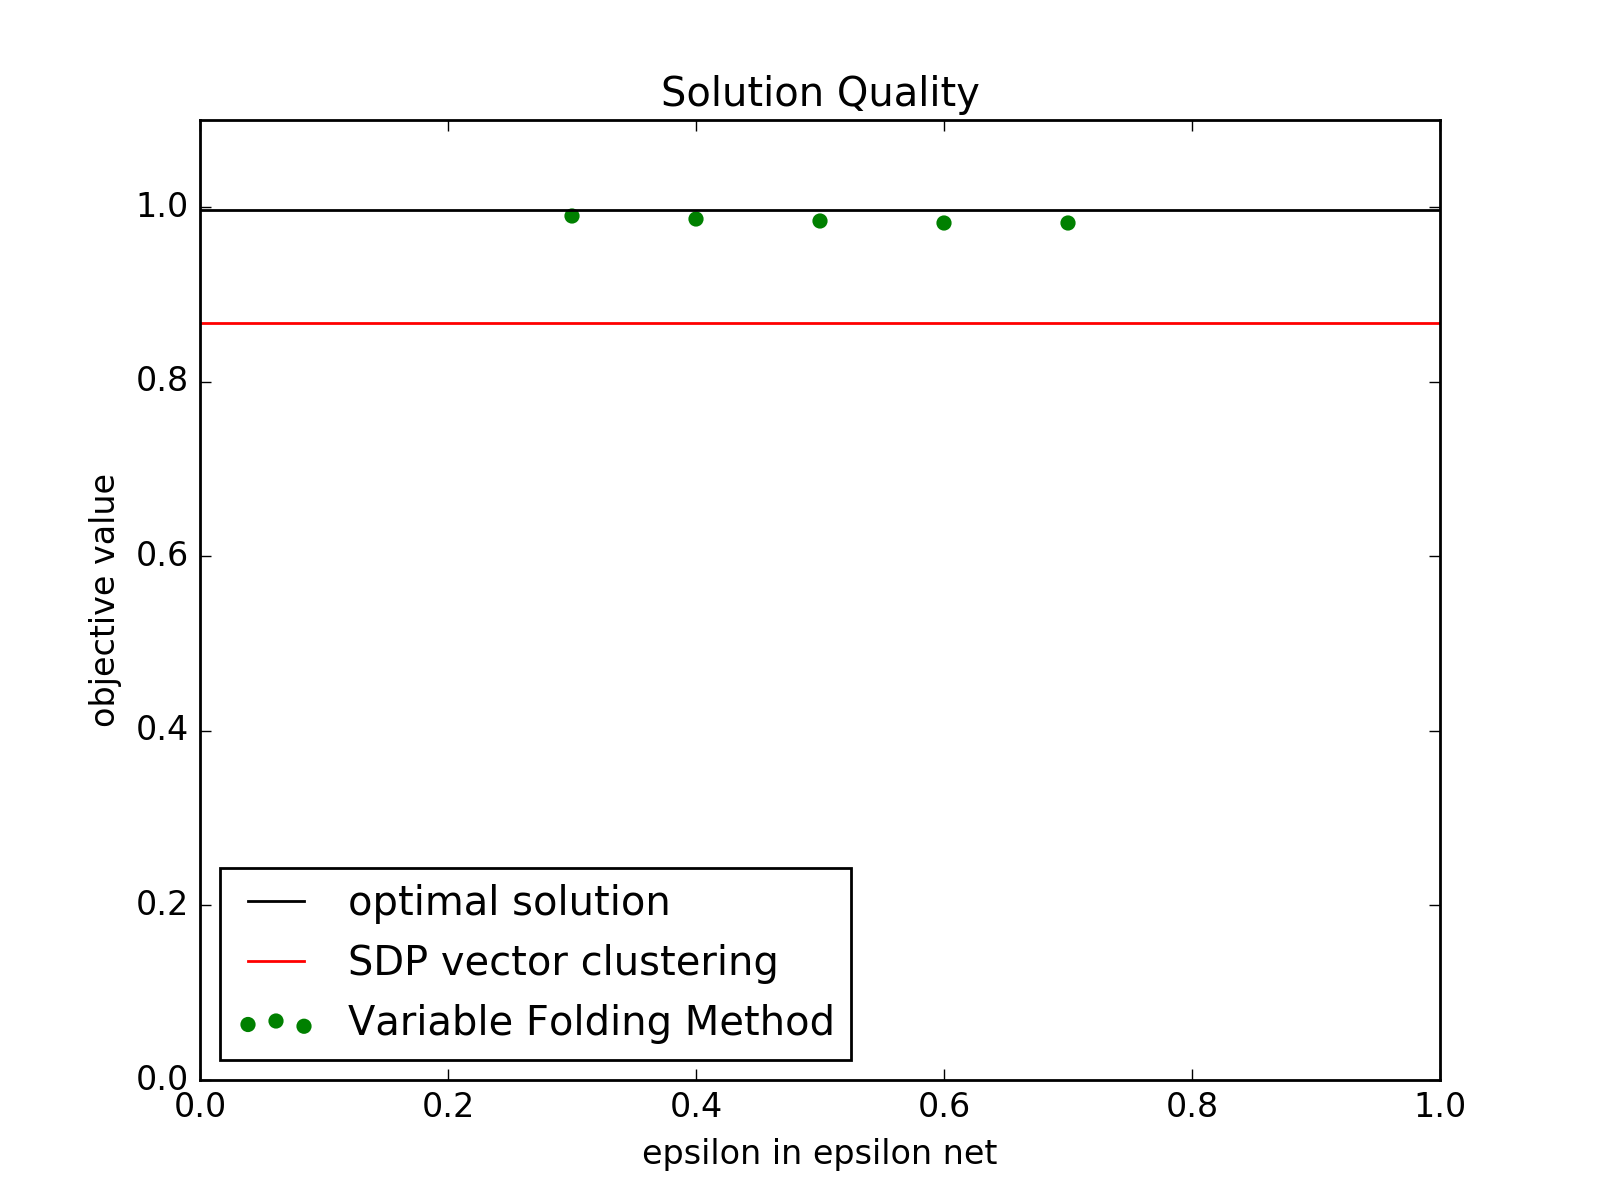 Solution Quality
1.0
0.8
0.6
0.4
0.2
0.0
objective value
optimal solution
SDP vector clustering
Variable Folding Method
0.0 0.2 0.4 0.6 0.8 1.0
epsilon in epsilon net